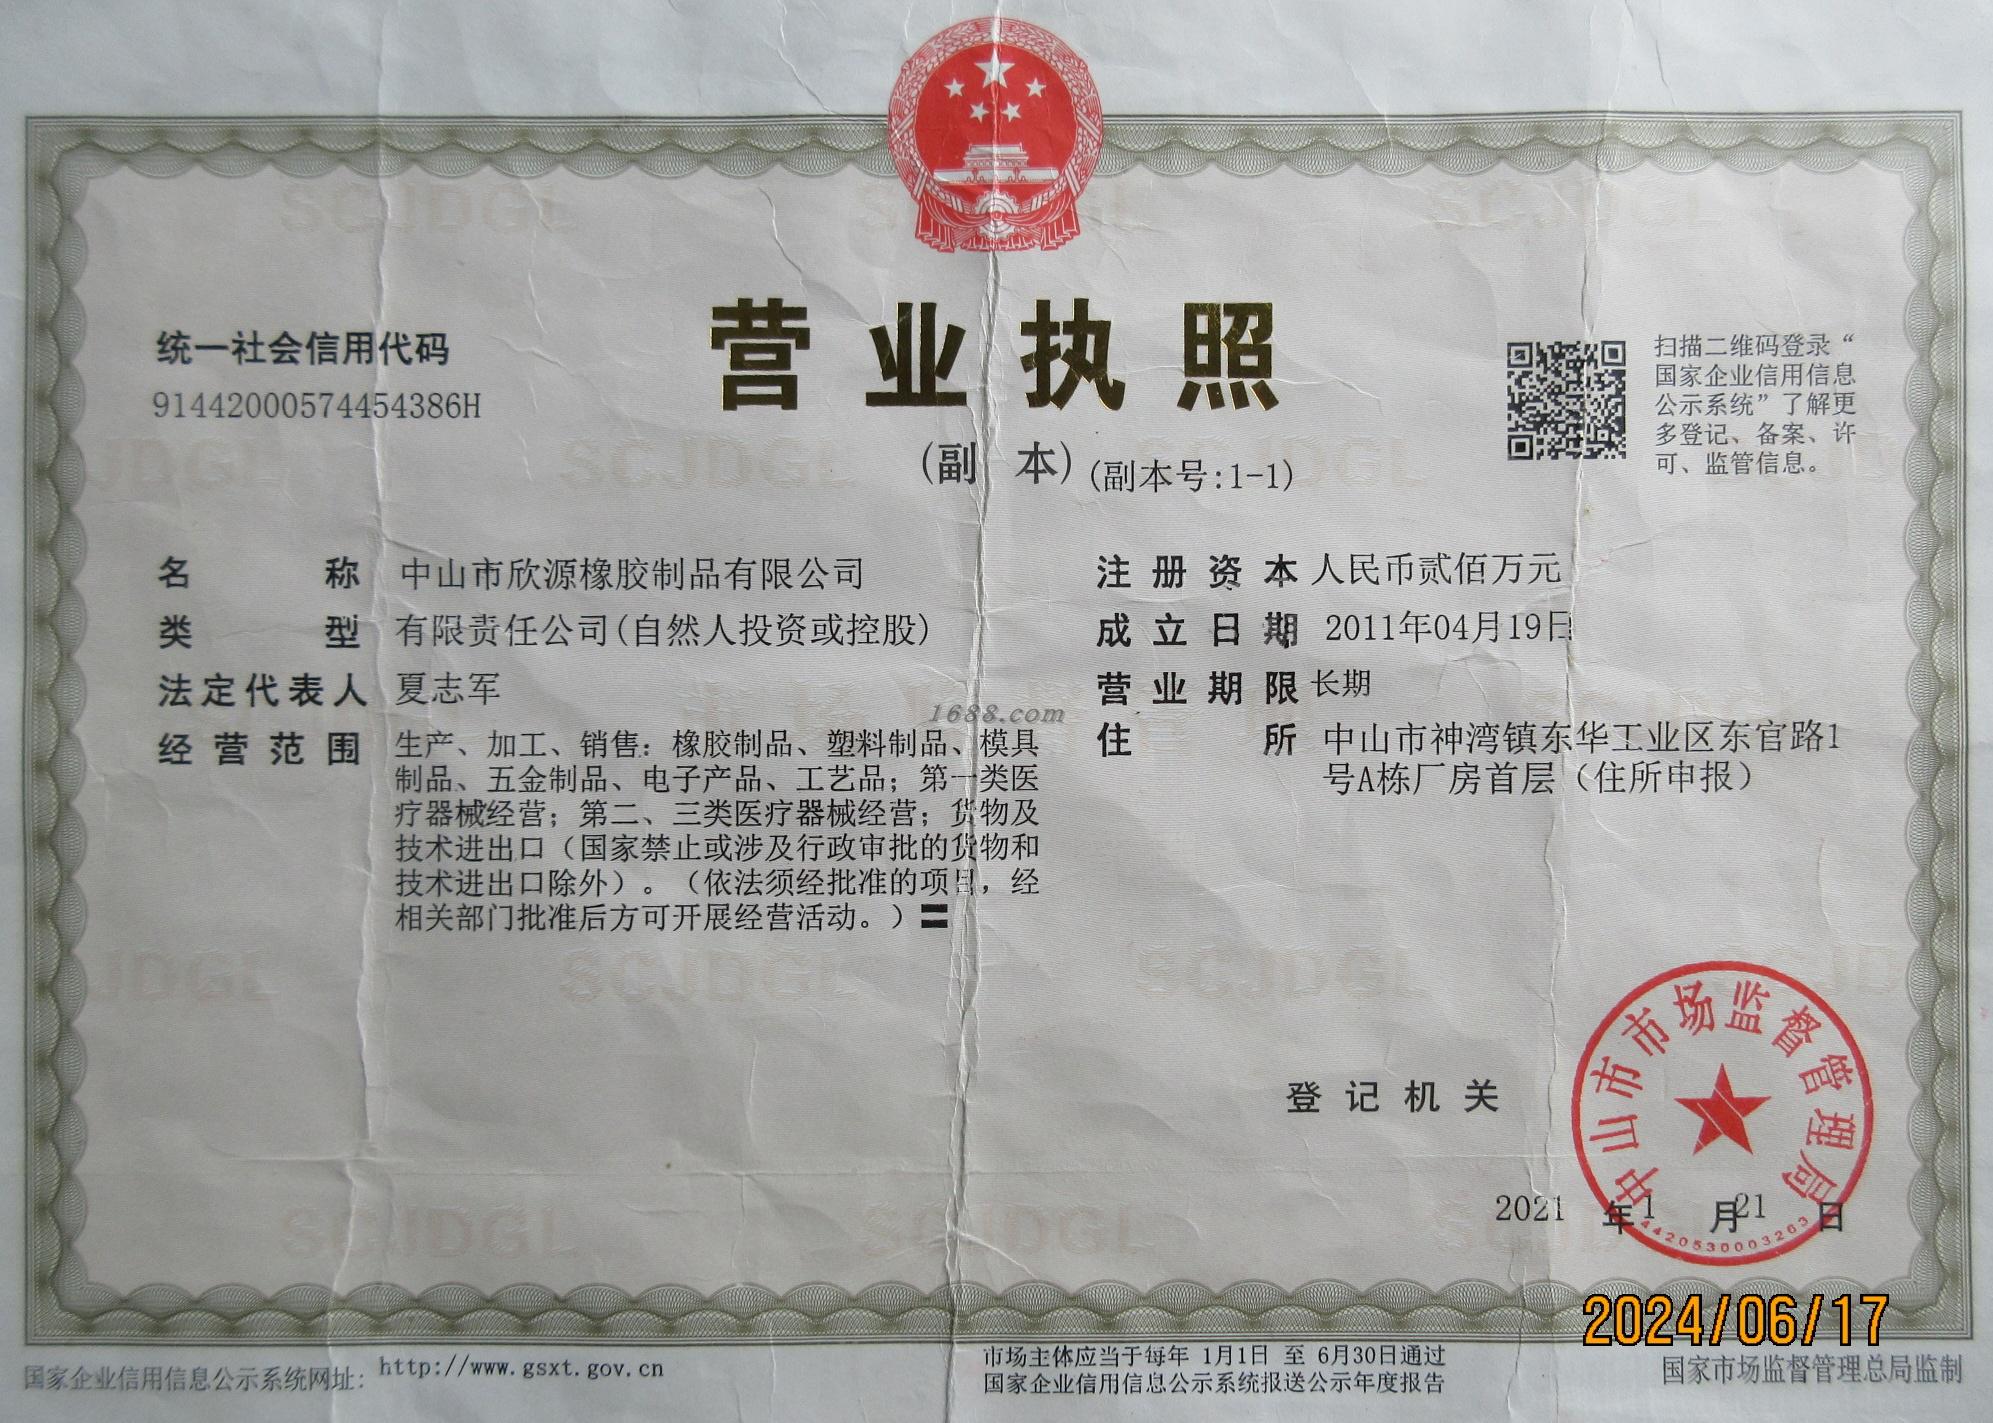 营业执照
(副 本) (副本号:1-1)
统一社会信用代码
91442000574454386H
扫描二维码登录“
国家企业信用信息
公示系统”了解更
多登记、备案、许
可、监管信息。
名 称 中山市欣源橡胶制品有限公司
类 型 有限责任公司(自然人投资或控股)
法定代表人 夏志军
经营范围 生产、加工、销售：橡胶制品、塑料制品、模具
制品、五金制品、电子产品、工艺品；第一类医
疗器械经营；第二、三类医疗器械经营；货物及
技术进出口（国家禁止或涉及行政审批的货物和
技术进出口除外）。（依法须经批准的项目，经
相关部门批准后方可开展经营活动。）〓
注册资本 人民币贰佰万元
成立日期 2011年04月19日
营业期限 长期
住 所 中山市神湾镇东华工业区东官路1
号A栋厂房首层（住所申报）
1688.com
登记机关
中山市市场监督管理局
4420530003263
2021 年 1 月 21 日
2024/06/17
国家企业信用信息公示系统网址： http://www.gsxt.gov.cn
市场主体应当于每年 1月1日 至 6月30日通过
国家企业信用信息公示系统报送公示年度报告
国家市场监督管理总局监制
SCJDGL